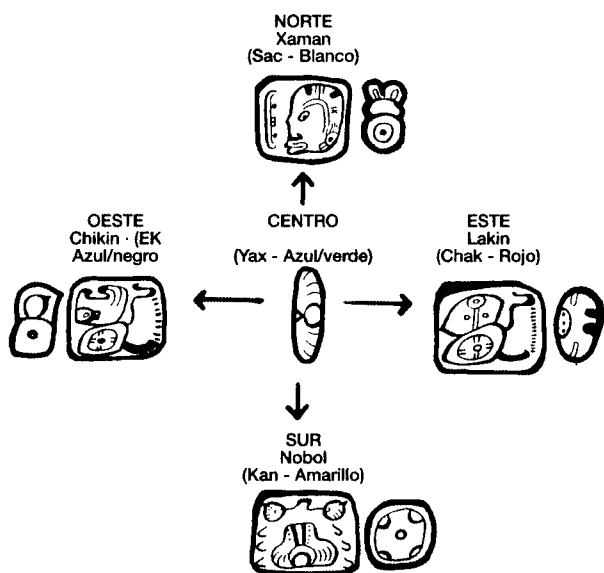 NORTE
Xaman
(Sac - Blanco)
OESTE
Chikin · (EK
Azul/negro
CENTRO
(Yax - Azul/verde)
ESTE
Lakin
(Chak - Rojo)
SUR
Nobol
(Kan - Amarillo)